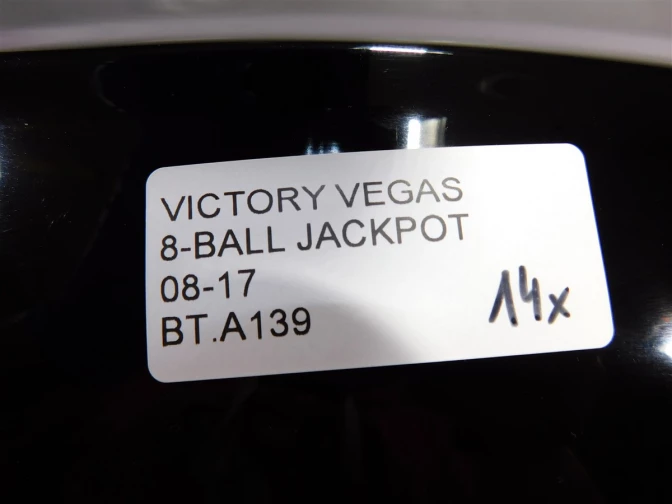 VICTORY VEGAS
8-BALL JACKPOT
08-17
BT.A139
14x